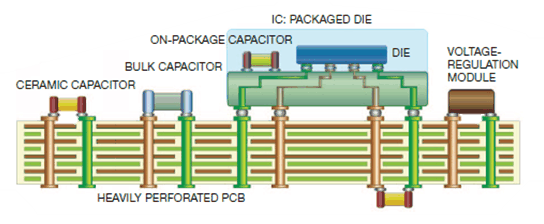 IC: PACKAGED DIE
ON-PACKAGE CAPACITOR
DIE
VOLTAGE-
REGULATION
MODULE
BULK CAPACITOR
CERAMIC CAPACITOR
HEAVILY PERFORATED PCB